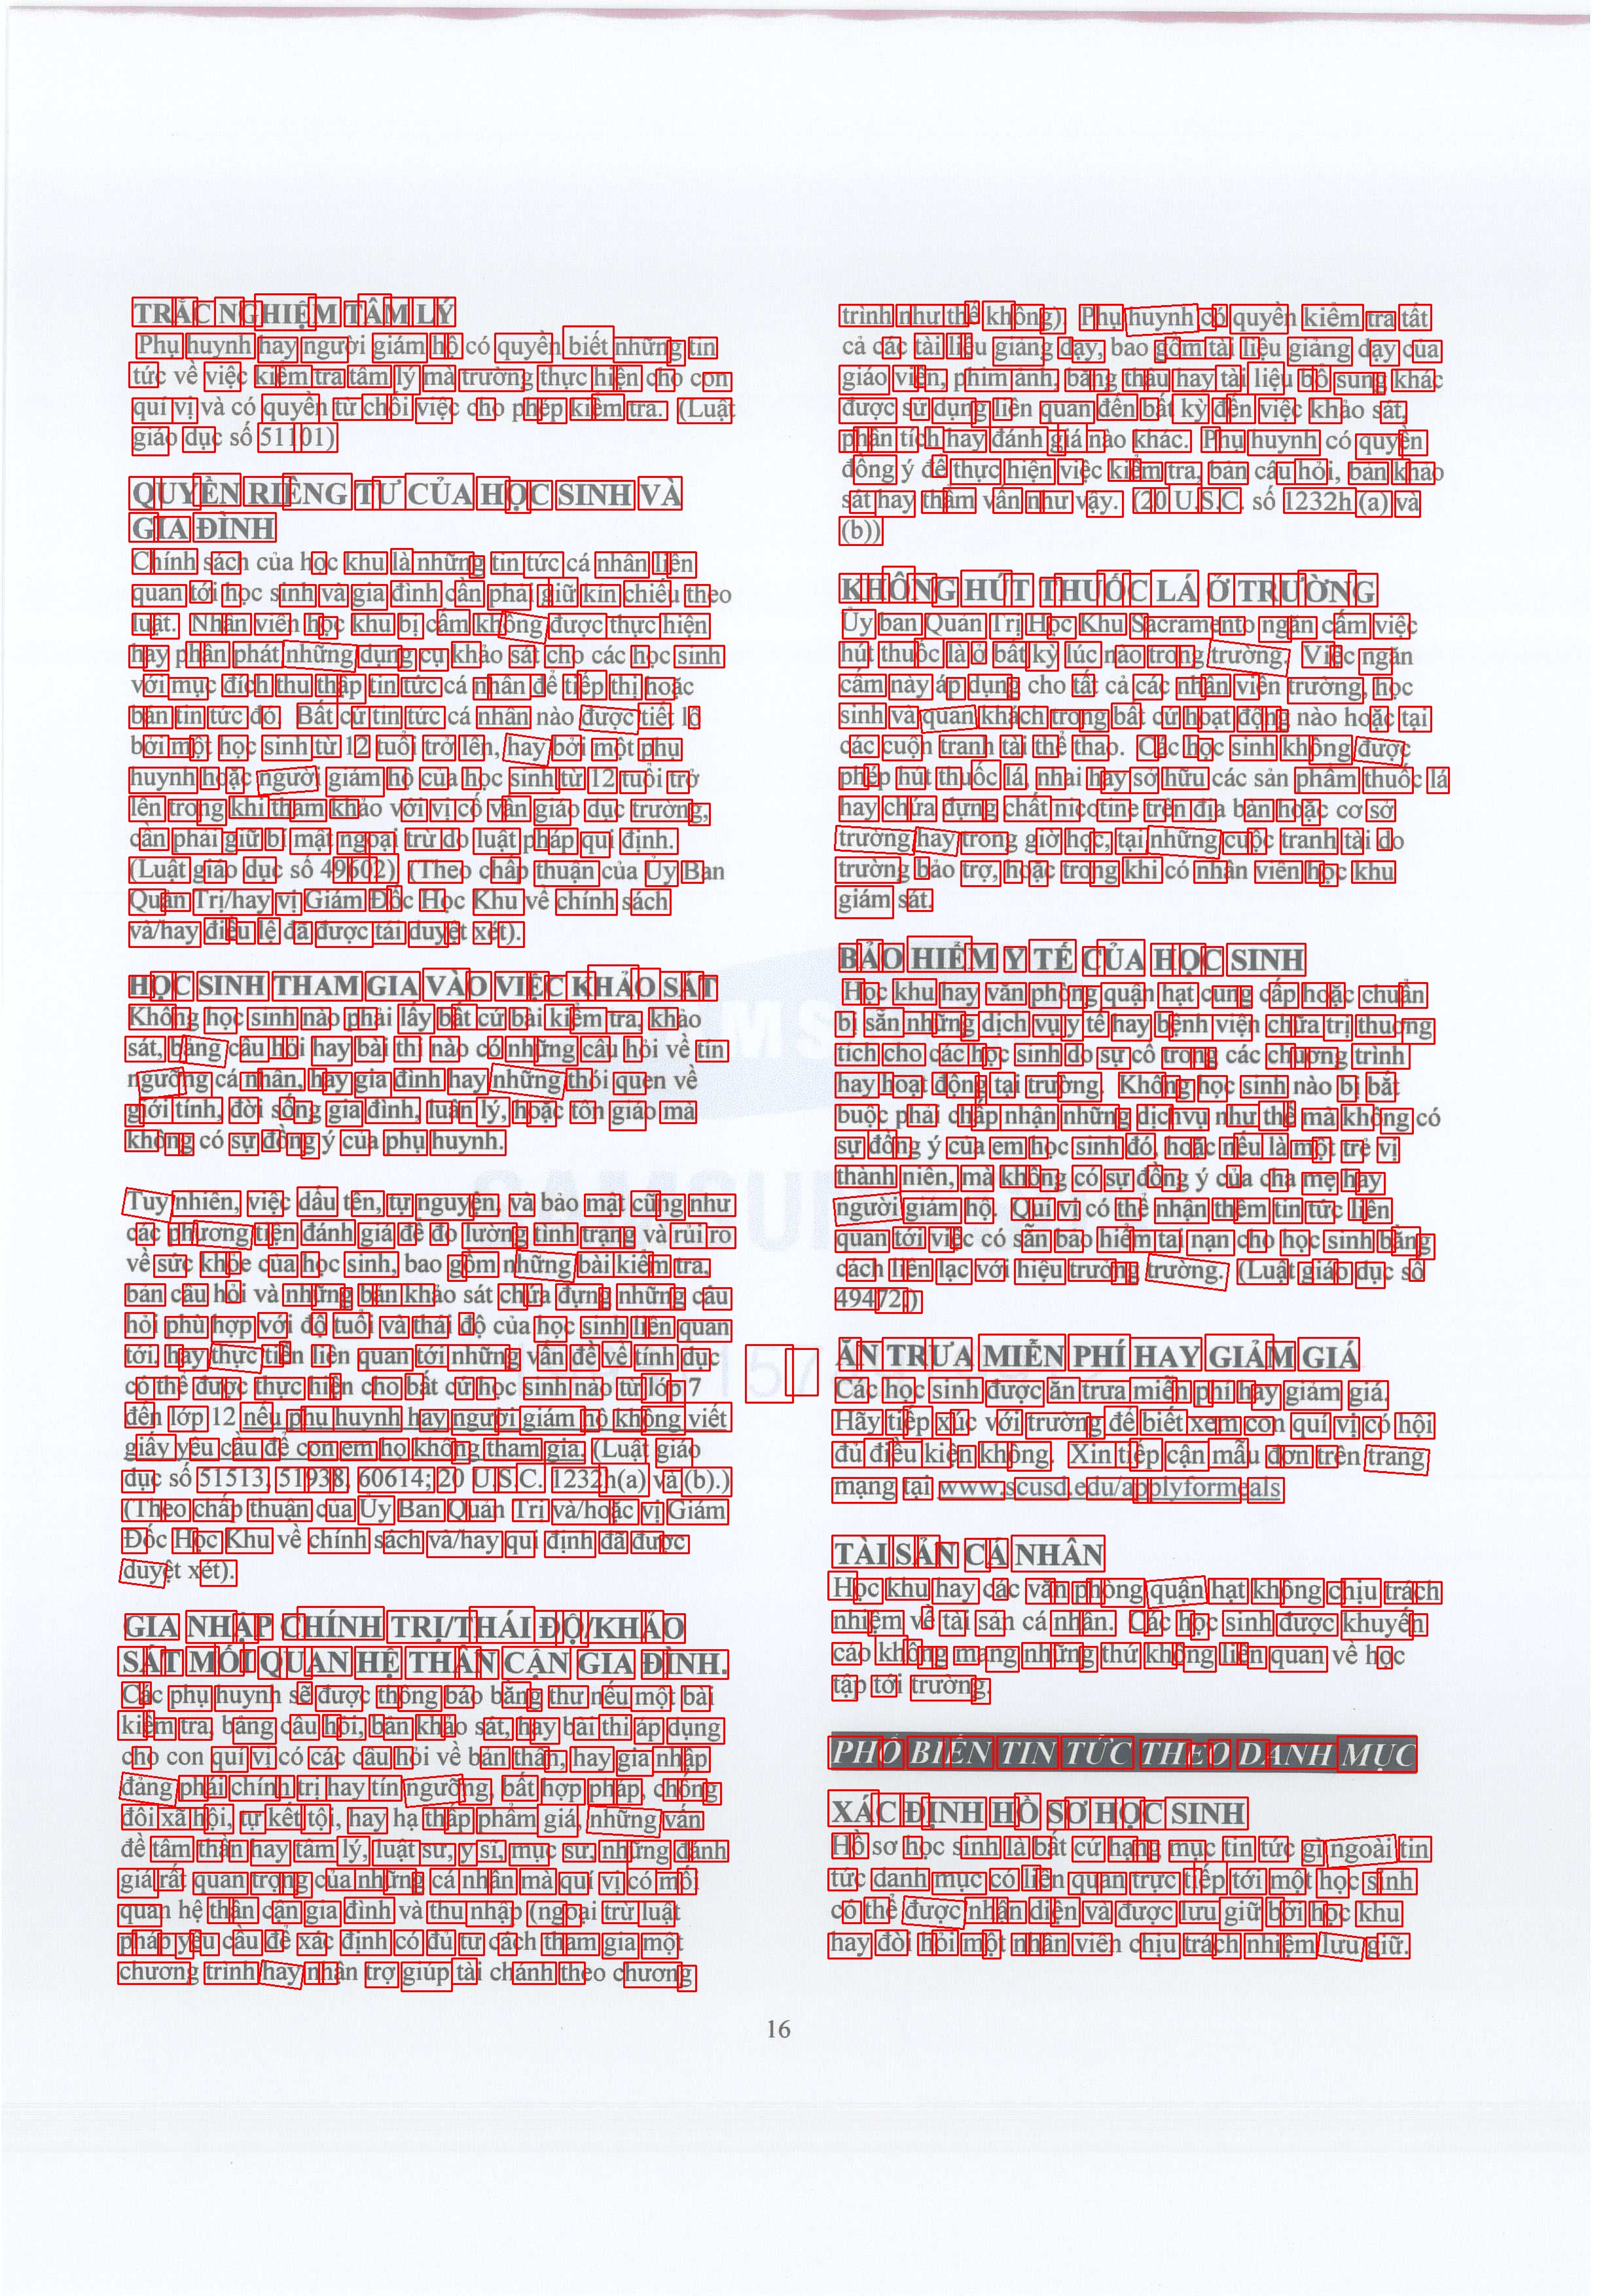 TRẮC NGHIỆM TÂM LÝ
Phụ huynh hay người giám hộ có quyền biết những tin
tức về việc kiểm tra tâm lý mà trường thực hiện cho con
quí vị và có quyền từ chối việc cho phép kiểm tra. (Luật
giáo dục số 51101)
QUYỀN RIÊNG TƯ CỦA HỌC SINH VÀ
GIA ĐÌNH
Chính sách của học khu là những tin tức cá nhân liên
quan tới học sinh và gia đình cần phải giữ kín chiếu theo
luật. Nhân viên học khu bị cấm không được thực hiện
hay phân phát những dụng cụ khảo sát cho các học sinh
với mục đích thu thập tin tức cá nhân để tiếp thị hoặc
bán tin tức đó. Bất cứ tin tức cá nhân nào được tiết lộ
bởi một học sinh từ 12 tuổi trở lên, hay bởi một phụ
huynh hoặc người giám hộ của học sinh từ 12 tuổi trở
lên trong khi tham khảo với vị cố vấn giáo dục trường,
cần phải giữ bí mật ngoại trừ do luật pháp qui định.
(Luật giáo dục số 49602) (Theo chấp thuận của Ủy Ban
Quản Trị/hay vị Giám Đốc Học Khu về chính sách
và/hay điều lệ đã được tái duyệt xét).
HỌC SINH THAM GIA VÀO VIỆC KHẢO SÁT
Không học sinh nào phải lấy bất cứ bài kiểm tra, khảo
sát, bảng câu hỏi hay bài thi nào có những câu hỏi về tín
ngưỡng cá nhân, hay gia đình hay những thói quen về
giới tính, đời sống gia đình, luân lý, hoặc tôn giáo mà
không có sự đồng ý của phụ huynh.
Tuy nhiên, việc dấu tên, tự nguyện, và bảo mật cũng như
các phương tiện đánh giá để đo lường tình trạng và rủi ro
về sức khỏe của học sinh, bao gồm những bài kiểm tra,
bản câu hỏi và những bản khảo sát chứa đựng những câu
hỏi phù hợp với độ tuổi và thái độ của học sinh liên quan
tới, hay thực tiễn liên quan tới những vấn đề về tính dục
có thể được thực hiện cho bất cứ học sinh nào từ lớp 7
đến lớp 12 nếu phụ huynh hay người giám hộ không viết
giấy yêu cầu để con em họ không tham gia. (Luật giáo
dục số 51513, 51938, 60614; 20 U.S.C. 1232h(a) và (b).)
(Theo chấp thuận của Ủy Ban Quản Trị và/hoặc vị Giám
Đốc Học Khu về chính sách và/hay qui định đã được
duyệt xét).
GIA NHẬP CHÍNH TRỊ/THÁI ĐỘ/KHẢO
SÁT MỐI QUAN HỆ THÂN CẬN GIA ĐÌNH.
Các phụ huynh sẽ được thông báo bằng thư nếu một bài
kiểm tra, bảng câu hỏi, bản khảo sát, hay bài thi áp dụng
cho con quí vị có các câu hỏi về bản thân, hay gia nhập
đảng phái chính trị hay tín ngưỡng, bất hợp pháp, chống
đối xã hội, tự kết tội, hay hạ thấp phẩm giá, những vấn
đề tâm thần hay tâm lý, luật sư, y sĩ, mục sư, những đánh
giá rất quan trọng của những cá nhân mà quí vị có mối
quan hệ thân cận gia đình và thu nhập (ngoại trừ luật
pháp yêu cầu để xác định có đủ tư cách tham gia một
chương trình hay nhận trợ giúp tài chánh theo chương
trình như thế không). Phụ huynh có quyền kiểm tra tất
cả các tài liệu giảng dạy, bao gồm tài liệu giảng dạy của
giáo viên, phim ảnh, băng thâu hay tài liệu bổ sung khác
được sử dụng liên quan đến bất kỳ đến việc khảo sát,
phân tích hay đánh giá nào khác. Phụ huynh có quyền
đồng ý để thực hiện việc kiểm tra, bản câu hỏi, bản khảo
sát hay thăm vấn như vậy. (20 U.S.C. số 1232h (a) và
(b))
KHÔNG HÚT THUỐC LÁ Ở TRƯỜNG
Ủy ban Quản Trị Học Khu Sacramento ngăn cấm việc
hút thuốc lá ở bất kỳ lúc nào trong trường. Việc ngăn
cấm này áp dụng cho tất cả các nhân viên trường, học
sinh và quan khách trong bất cứ hoạt động nào hoặc tại
các cuộn tranh tài thể thao. Các học sinh không được
phép hút thuốc lá, nhai hay sở hữu các sản phẩm thuốc lá
hay chứa đựng chất nicotine trên địa bàn hoặc cơ sở
trường hay trong giờ học, tại những cuộc tranh tài do
trường bảo trợ, hoặc trong khi có nhân viên học khu
giám sát.
BẢO HIỂM Y TẾ CỦA HỌC SINH
Học khu hay văn phòng quận hạt cung cấp hoặc chuẩn
bị sẵn những dịch vụ y tế hay bệnh viện chữa trị thương
tích cho các học sinh do sự cố trong các chương trình
hay hoạt động tại trường. Không học sinh nào bị bắt
buộc phải chấp nhận những dịchvụ như thế mà không có
sự đồng ý của em học sinh đó, hoặc nếu là một trẻ vị
thành niên, mà không có sự đồng ý của cha mẹ hay
người giám hộ. Quí vị có thể nhận thêm tin tức liên
quan tới việc có sẵn bảo hiểm tai nạn cho học sinh bằng
cách liên lạc với hiệu trưởng trường. (Luật giáo dục số
49472.)
ĂN TRƯA MIỄN PHÍ HAY GIẢM GIÁ
Các học sinh được ăn trưa miễn phí hay giảm giá.
Hãy tiếp xúc với trường để biết xem con quí vị có hội
đủ điều kiện không. Xin tiếp cận mẫu đơn trên trang
mạng tại www.scusd.edu/applyformeals
TÀI SẢN CÁ NHÂN
Học khu hay các văn phòng quận hạt không chịu trách
nhiệm về tài sản cá nhân. Các học sinh được khuyến
cáo không mang những thứ không liên quan về học
tập tới trường.
PHỔ BIẾN TIN TỨC THEO DANH MỤC
XÁC ĐỊNH HỒ SƠ HỌC SINH
Hồ sơ học sinh là bất cứ hạng mục tin tức gì ngoài tin
tức danh mục có liên quan trực tiếp tới một học sinh
có thể được nhận diện và được lưu giữ bởi học khu
hay đòi hỏi một nhân viên chịu trách nhiệm lưu giữ.
16